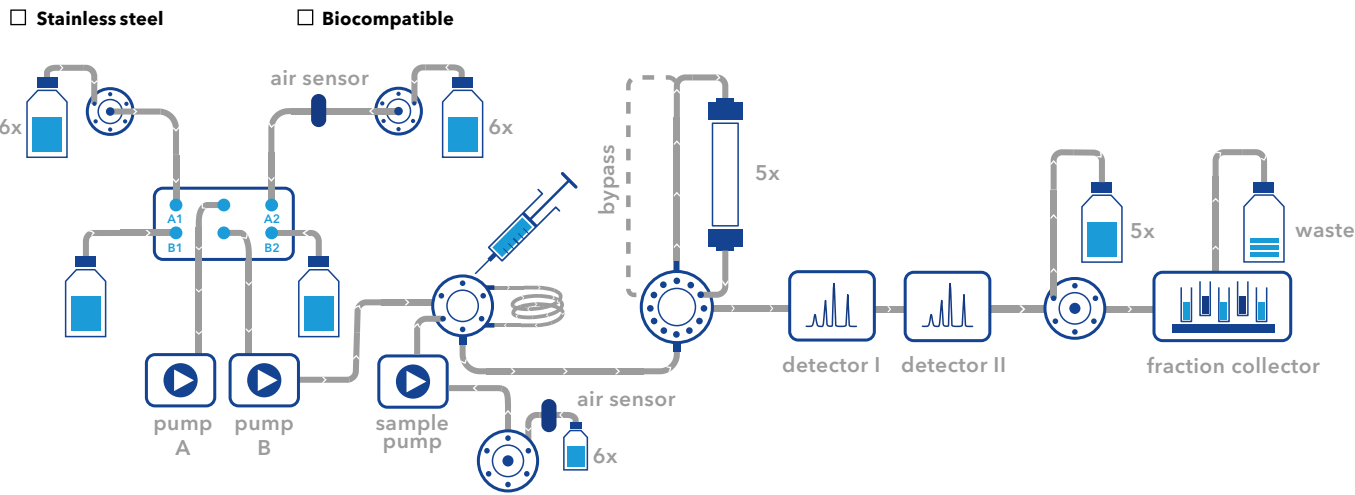 Stainless steel
Biocompatible
air sensor
6x
6x
bypass
5x
A1
A2
B1
B2
5x
waste
detector I
detector II
fraction collector
pump
A
pump
B
sample
pump
air sensor
6x